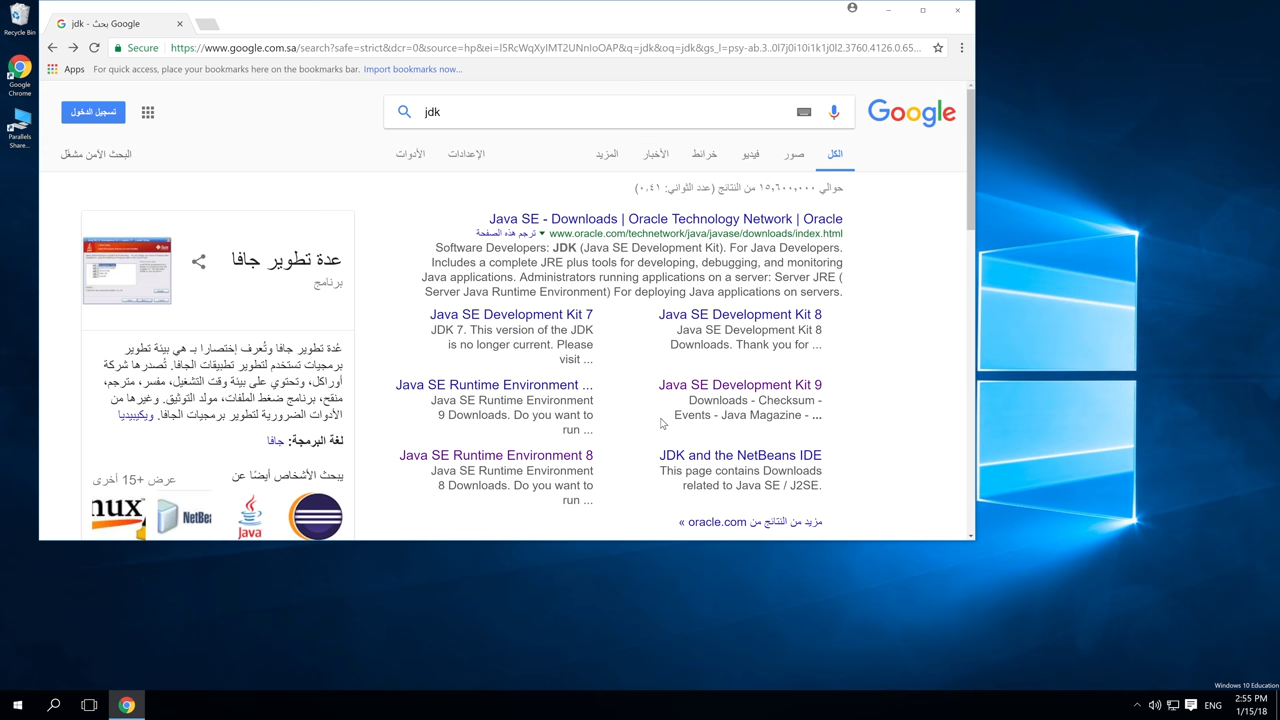 Recycle Bin
Google
Chrome
Parallels
Share...
jdk - بحث Google
Secure
https://www.google.com.sa/search?safe=strict&dcr=0&source=hp&ei=I5RcWqXyIMT2UNnIoOAP&q=jdk&oq=jdk&gs_l=psy-ab.3..0l7j0i10i1k1j0l2.3760.4126.0.65...
Apps
For quick access, place your bookmarks here on the bookmarks bar. Import bookmarks now...
تسجيل الدخول
jdk
Google
الكل
صور
فيديو
خرائط
الأخبار
المزيد
الإعدادات
الأدوات
البحث الآمن مشغّل
حوالي ١٥,٦٠٠,٠٠٠ من النتائج (عدد الثواني: ٠.٤١)
Java SE - Downloads | Oracle Technology Network | Oracle
www.oracle.com/technetwork/java/javase/downloads/index.html
ترجم هذه الصفحة
Software Developers: JDK (Java SE Development Kit). For Java Developers.
Includes a complete JRE plus tools for developing, debugging, and monitoring
Java applications. Administrators running applications on a server: Server JRE (
Server Java Runtime Environment) For deploying Java applications on servers.
Java SE Development Kit 8
Java SE Development Kit 8
Downloads. Thank you for ...
Java SE Development Kit 7
JDK 7. This version of the JDK
is no longer current. Please
visit ...
Java SE Development Kit 9
Downloads - Checksum -
Events - Java Magazine - ...
Java SE Runtime Environment ...
Java SE Runtime Environment
9 Downloads. Do you want to
run ...
JDK and the NetBeans IDE
This page contains Downloads
related to Java SE / J2SE.
Java SE Runtime Environment 8
Java SE Runtime Environment
8 Downloads. Do you want to
run ...
مزيد من النتائج من oracle.com »
عدة تطوير جافا
برنامج
عُدة تطوير جافا وتُعرف إختصارا بـ هي بيئة تطوير
برمجيات تستخدم لتطوير تطبيقات الجافا. تُصدرها شركة
أوراكل، وتحتوي على بيئة وقت التشغيل، مفسر، مترجم،
منقح، برنامج ضغط الملفات، مولد التوثيق. وغيرها من
الأدوات الضرورية لتطوير برمجيات الجافا. ويكيبيديا
لغة البرمجة: جافا
يبحث الأشخاص أيضًا عن
عرض +15 أخرى
nux
NetBe
Java
Windows 10 Education
ENG
2:55 PM
1/15/18